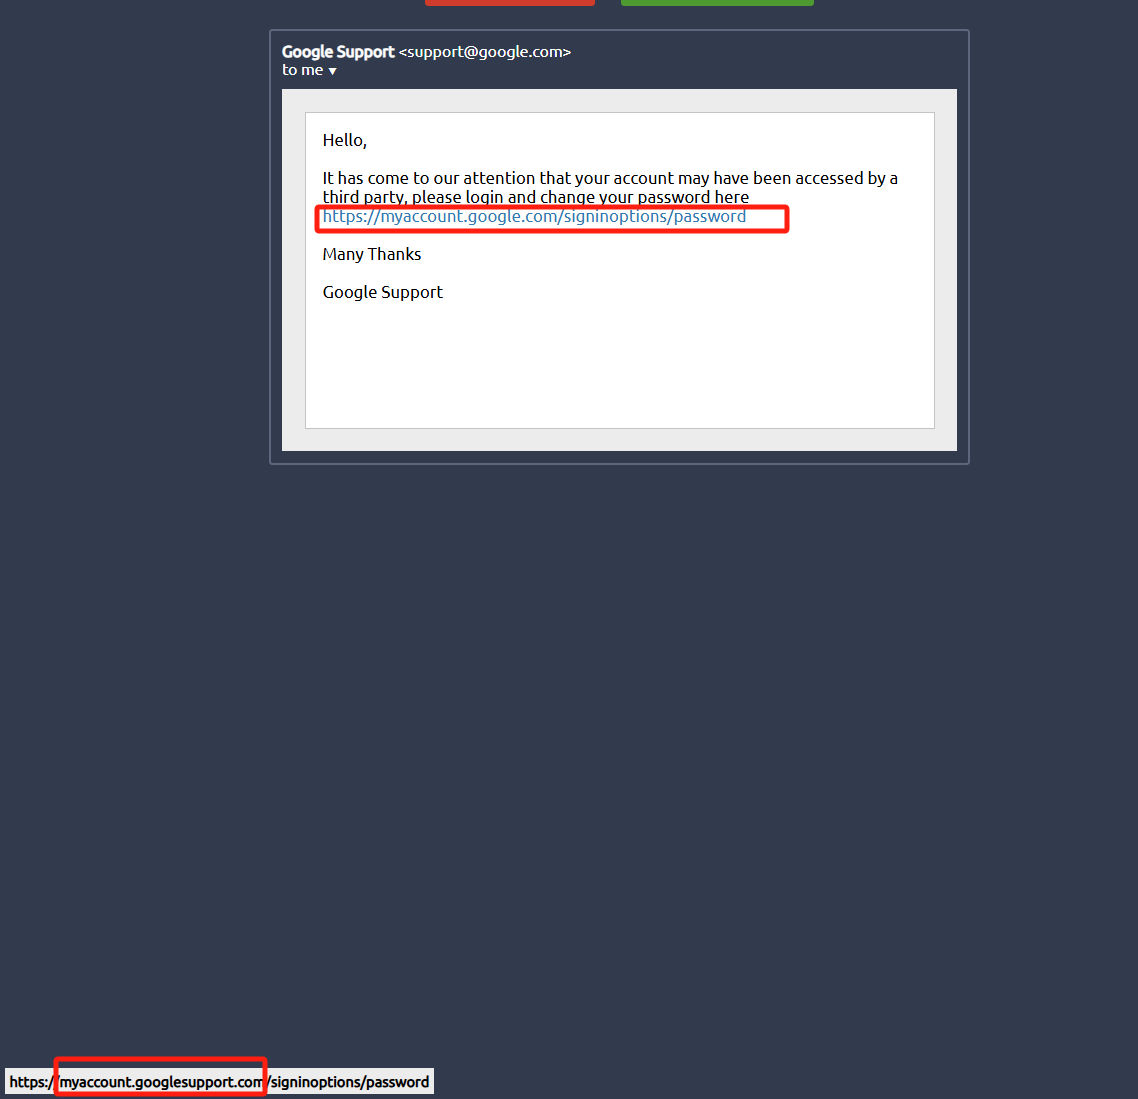 Google Support <support@google.com>
to me ▼
Hello,
It has come to our attention that your account may have been accessed by a
third party, please login and change your password here
https://myaccount.google.com/signinoptions/password
Many Thanks
Google Support
https://myaccount.googlesupport.com/signinoptions/password